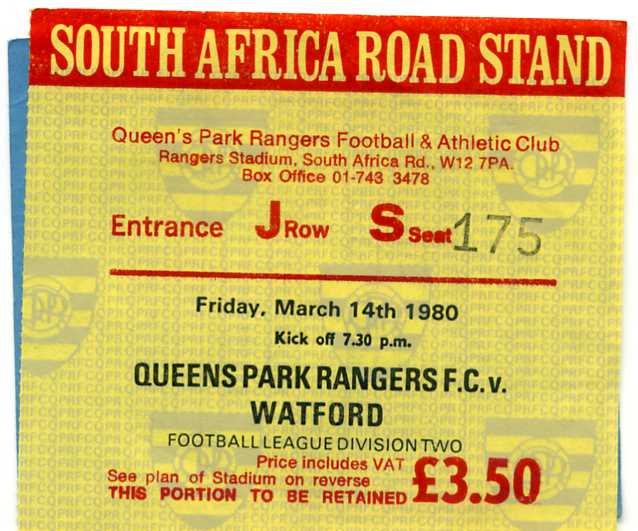 SOUTH AFRICA ROAD STAND
Queen's Park Rangers Football & Athletic Club
Rangers Stadium, South Africa Rd., W12 7PA.
Box Office 01-743 3478
Entrance J Row S Seat 175
Friday, March 14th 1980
Kick off 7.30 p.m.
QUEENS PARK RANGERS F.C. v.
WATFORD
FOOTBALL LEAGUE DIVISION TWO
Price includes VAT
See plan of Stadium on reverse
THIS PORTION TO BE RETAINED £3.50